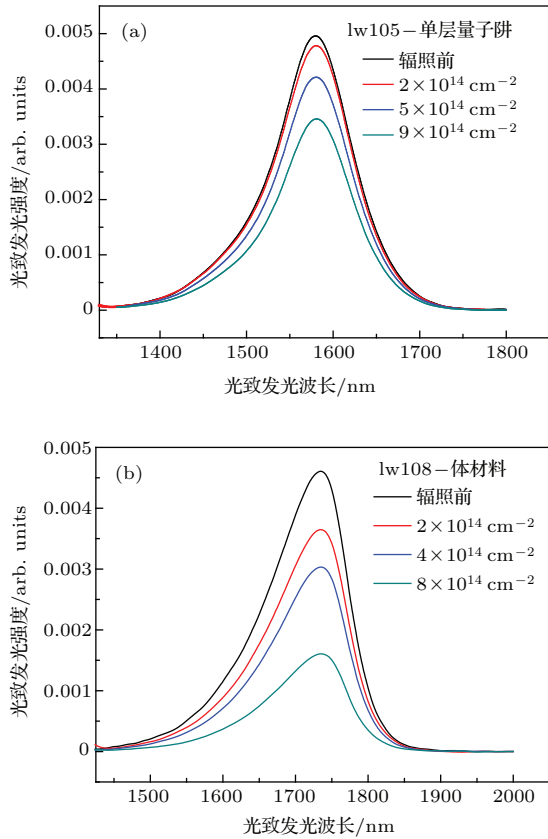 (a)
lw105-单层量子阱
辐照前
2×10¹⁴ cm⁻²
5×10¹⁴ cm⁻²
9×10¹⁴ cm⁻²
0.005
0.004
0.003
0.002
0.001
0
光致发光强度/arb. units
1400 1500 1600 1700 1800
光致发光波长/nm
(b)
lw108-体材料
辐照前
2×10¹⁴ cm⁻²
4×10¹⁴ cm⁻²
8×10¹⁴ cm⁻²
0.005
0.004
0.003
0.002
0.001
0
光致发光强度/arb. units
1500 1600 1700 1800 1900 2000
光致发光波长/nm